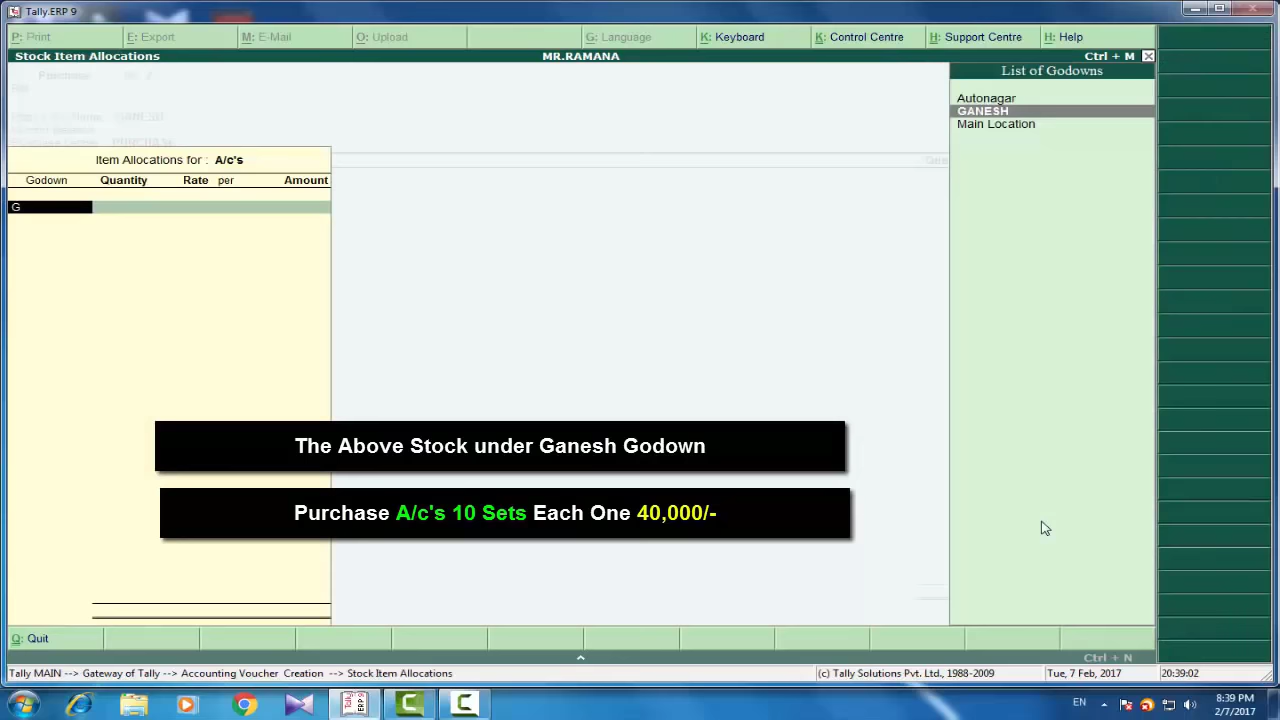 Tally.ERP 9
P: Print
E: Export
M: E-Mail
O: Upload
G: Language
K: Keyboard
K: Control Centre
H: Support Centre
H: Help
Stock Item Allocations
MR.RAMANA
Ctrl + M
List of Godowns
Purchase
GANESH
Autonagar
GANESH
Main Location
Item Allocations for : A/c's
Godown Quantity Rate per Amount
G
The Above Stock under Ganesh Godown
Purchase A/c's 10 Sets Each One 40,000/-
Q: Quit
Ctrl + N
Tally MAIN --> Gateway of Tally --> Accounting Voucher Creation --> Stock Item Allocations
(c) Tally Solutions Pvt. Ltd., 1988-2009
Tue, 7 Feb, 2017
20:39:02
EN
8:39 PM
2/7/2017